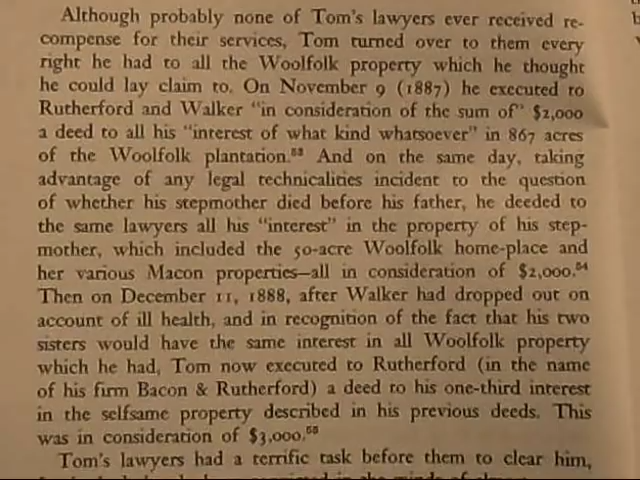 Although probably none of Tom's lawyers ever received re-
compense for their services, Tom turned over to them every
right he had to all the Woolfolk property which he thought
he could lay claim to. On November 9 (1887) he executed to
Rutherford and Walker "in consideration of the sum of" $2,000
a deed to all his "interest of what kind whatsoever" in 867 acres
of the Woolfolk plantation.⁵³ And on the same day, taking
advantage of any legal technicalities incident to the question
of whether his stepmother died before his father, he deeded to
the same lawyers all his "interest" in the property of his step-
mother, which included the 50-acre Woolfolk home-place and
her various Macon properties—all in consideration of $2,000.⁵⁴
Then on December 11, 1888, after Walker had dropped out on
account of ill health, and in recognition of the fact that his two
sisters would have the same interest in all Woolfolk property
which he had, Tom now executed to Rutherford (in the name
of his firm Bacon & Rutherford) a deed to his one-third interest
in the selfsame property described in his previous deeds. This
was in consideration of $3,000.⁵⁵
Tom's lawyers had a terrific task before them to clear him,